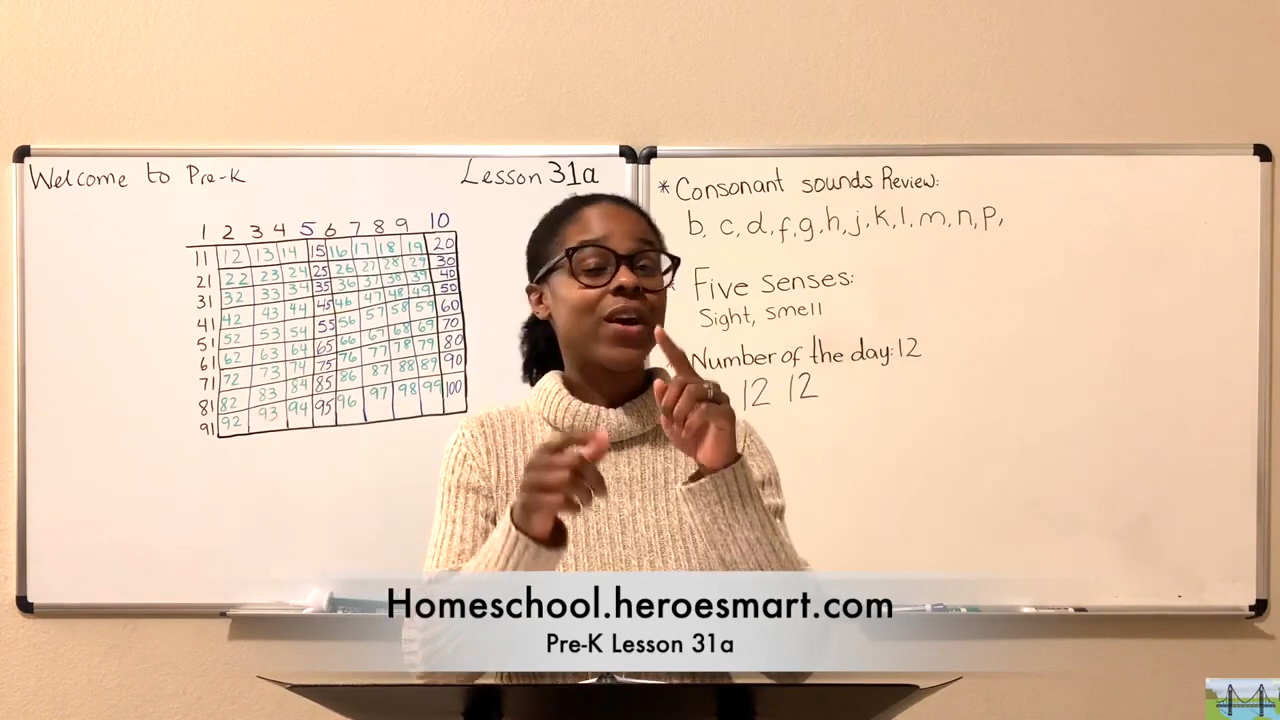 Welcome to Pre-K
Lesson 31a
1 2 3 4 5 6 7 8 9 10
11 12 13 14 15 16 17 18 19 20
21 22 23 24 25 26 27 28 29 30
31 32 33 34 35 36 37 38 39 40
41 42 43 44 45 46 47 48 49 50
51 52 53 54 55 56 57 58 59 60
61 62 63 64 65 66 67 68 69 70
71 72 73 74 75 76 77 78 79 80
81 82 83 84 85 86 87 88 89 90
91 92 93 94 95 96 97 98 99 100
* Consonant sounds Review:
b, c, d, f, g, h, j, k, l, m, n, p,
* Five Senses:
Sight, smell
* Number of the day: 12
12 12
Homeschool.heroesmart.com
Pre-K Lesson 31a